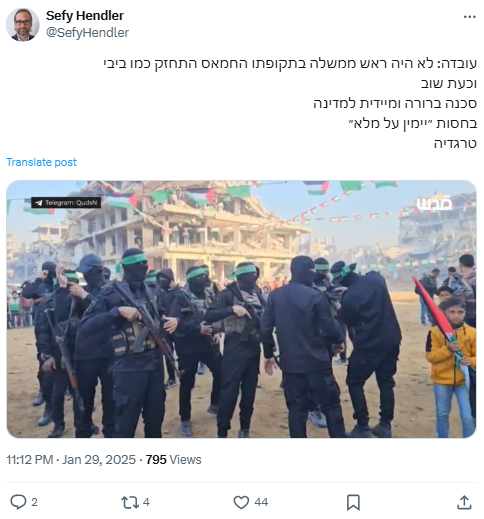 Sefy Hendler
@SefyHendler
עובדה: לא היה ראש ממשלה בתקופתו החמאס התחזק כמו ביבי
וכעת שוב
סכנה ברורה ומיידית למדינה
בחסות ״יימין על מלא״
טרגדיה
Translate post
Telegram: QudsN
قدس
11:12 PM · Jan 29, 2025 · 795 Views
2 4 44